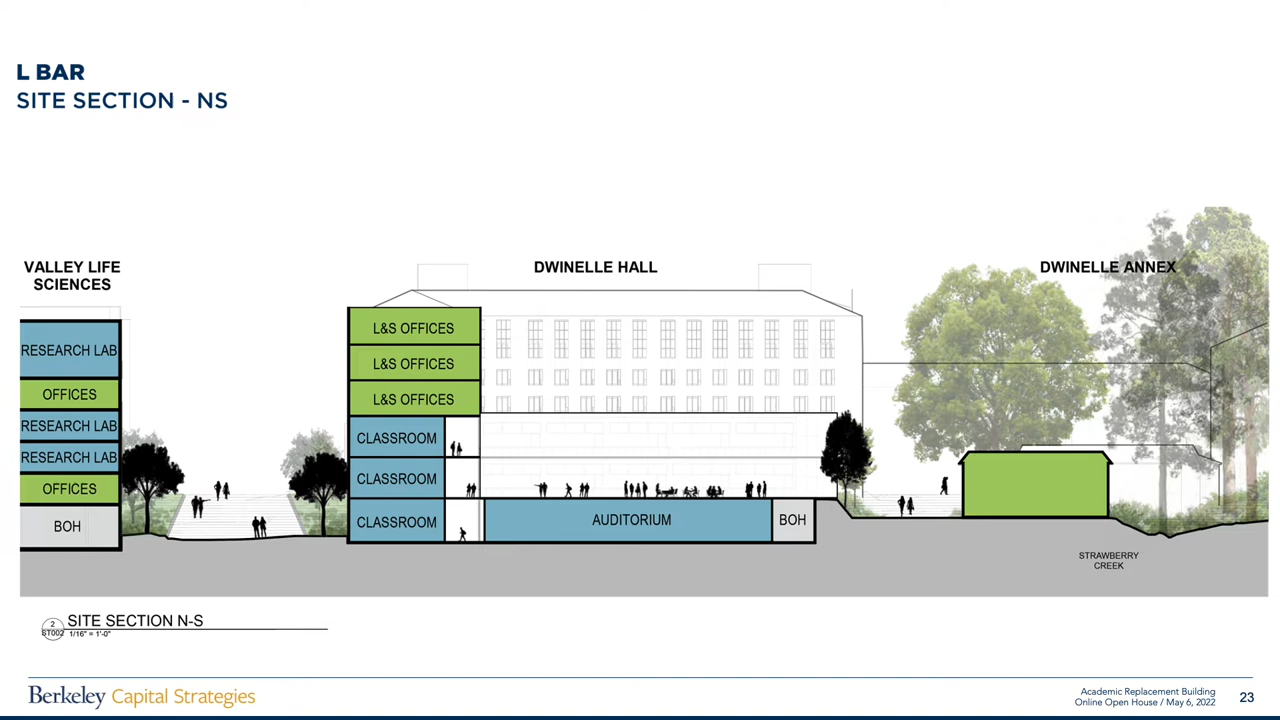 L BAR
SITE SECTION - NS
VALLEY LIFE
SCIENCES
DWINELLE HALL
DWINELLE ANNEX
RESEARCH LAB
OFFICES
RESEARCH LAB
RESEARCH LAB
OFFICES
BOH
L&S OFFICES
L&S OFFICES
L&S OFFICES
CLASSROOM
CLASSROOM
CLASSROOM
AUDITORIUM
BOH
STRAWBERRY
CREEK
2
ST002
SITE SECTION N-S
1/16" = 1'-0"
Berkeley Capital Strategies
Academic Replacement Building
Online Open House / May 6, 2022
23